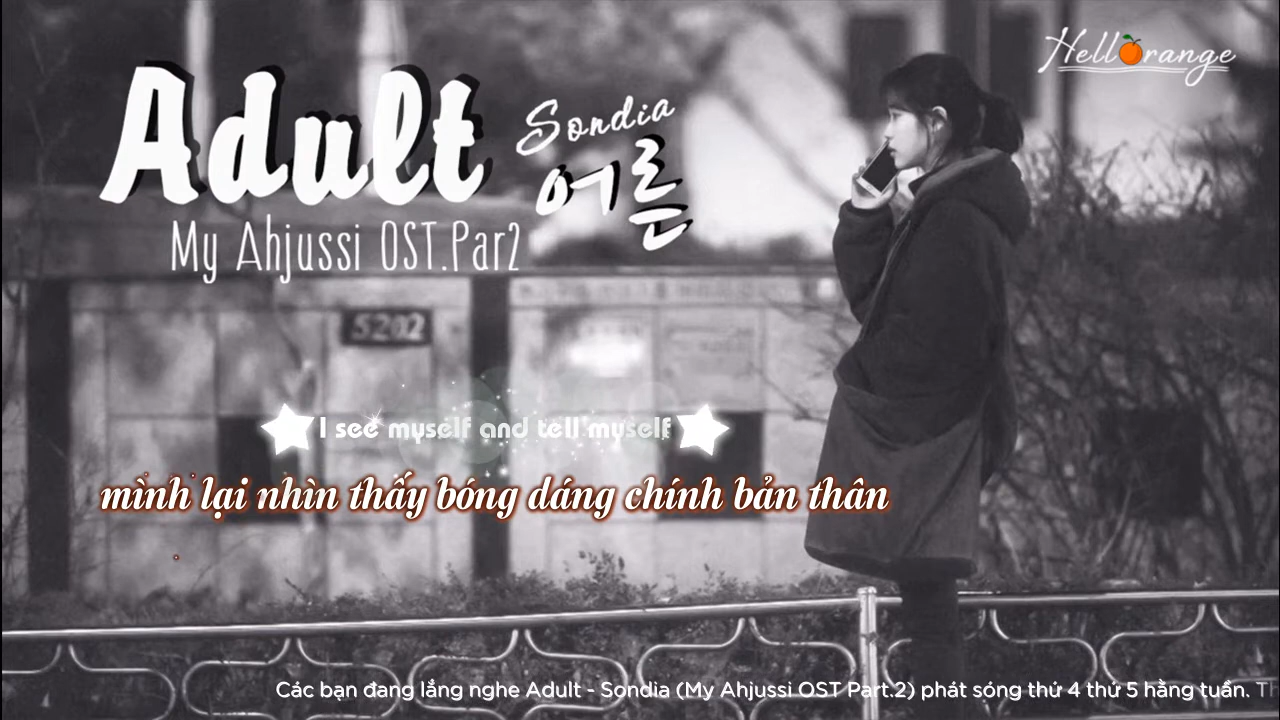 Hellorange
Adult
Sondia
어른
My Ahjussi OST.Par2
5202
I see myself and tell myself
mình lại nhìn thấy bóng dáng chính bản thân
Các bạn đang lắng nghe Adult - Sondia (My Ahjussi OST Part.2) phát sóng thứ 4 thứ 5 hằng tuần. T